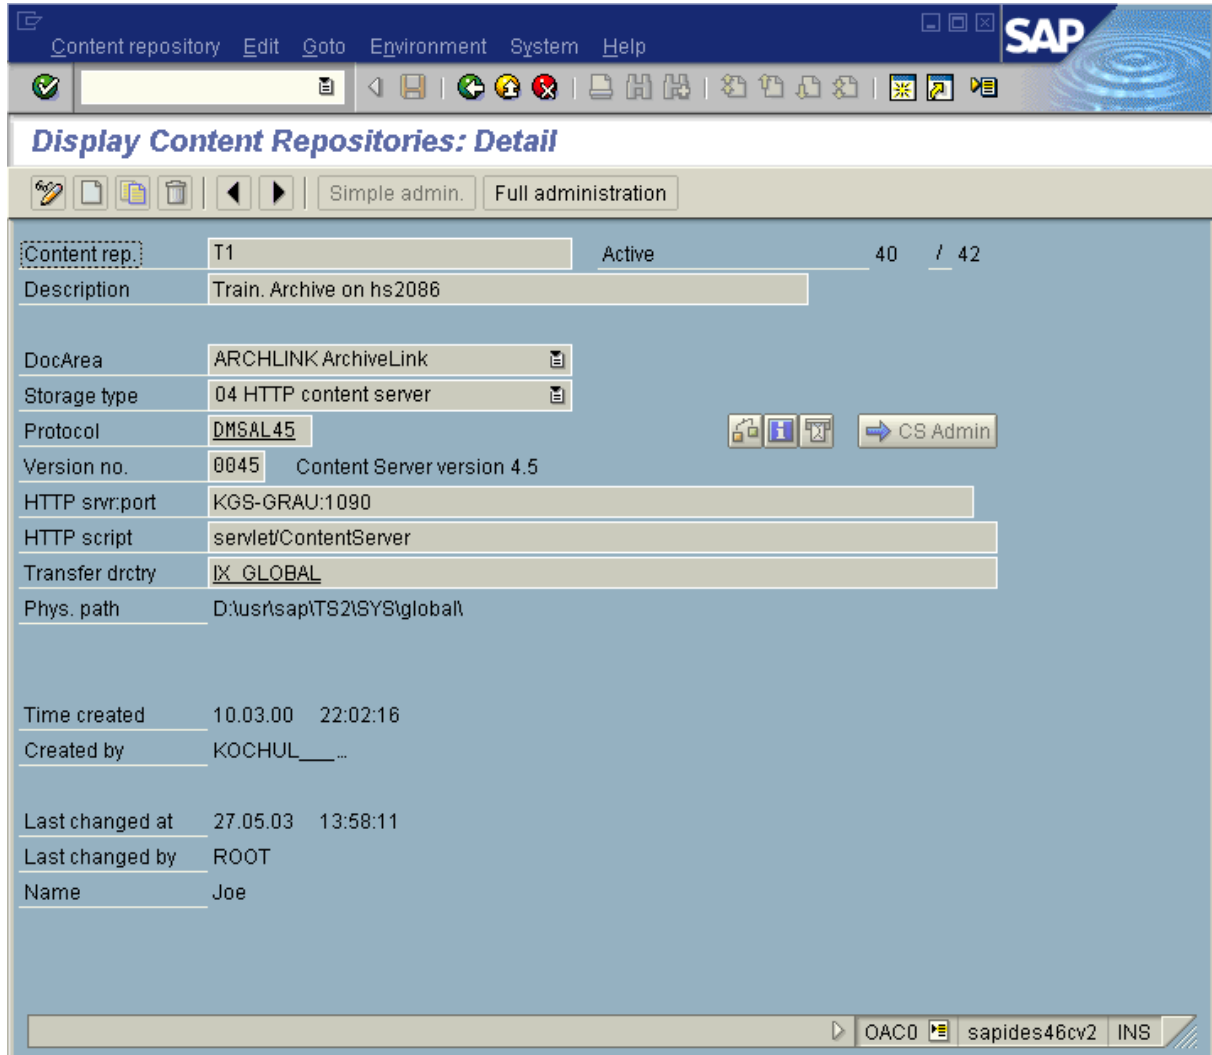 Content repository Edit Goto Environment System Help
SAP
Display Content Repositories: Detail
Simple admin. Full administration
Content rep. T1 Active 40 / 42
Description Train. Archive on hs2086
DocArea ARCHLINK ArchiveLink
Storage type 04 HTTP content server
Protocol DMSAL45 CS Admin
Version no. 0045 Content Server version 4.5
HTTP srvr:port KGS-GRAU:1090
HTTP script servlet/ContentServer
Transfer drctry IX_GLOBAL
Phys. path D:\usr\sap\TS2\SYS\global\
Time created 10.03.00 22:02:16
Created by KOCHUL___...
Last changed at 27.05.03 13:58:11
Last changed by ROOT
Name Joe
OAC0 sapides46cv2 INS